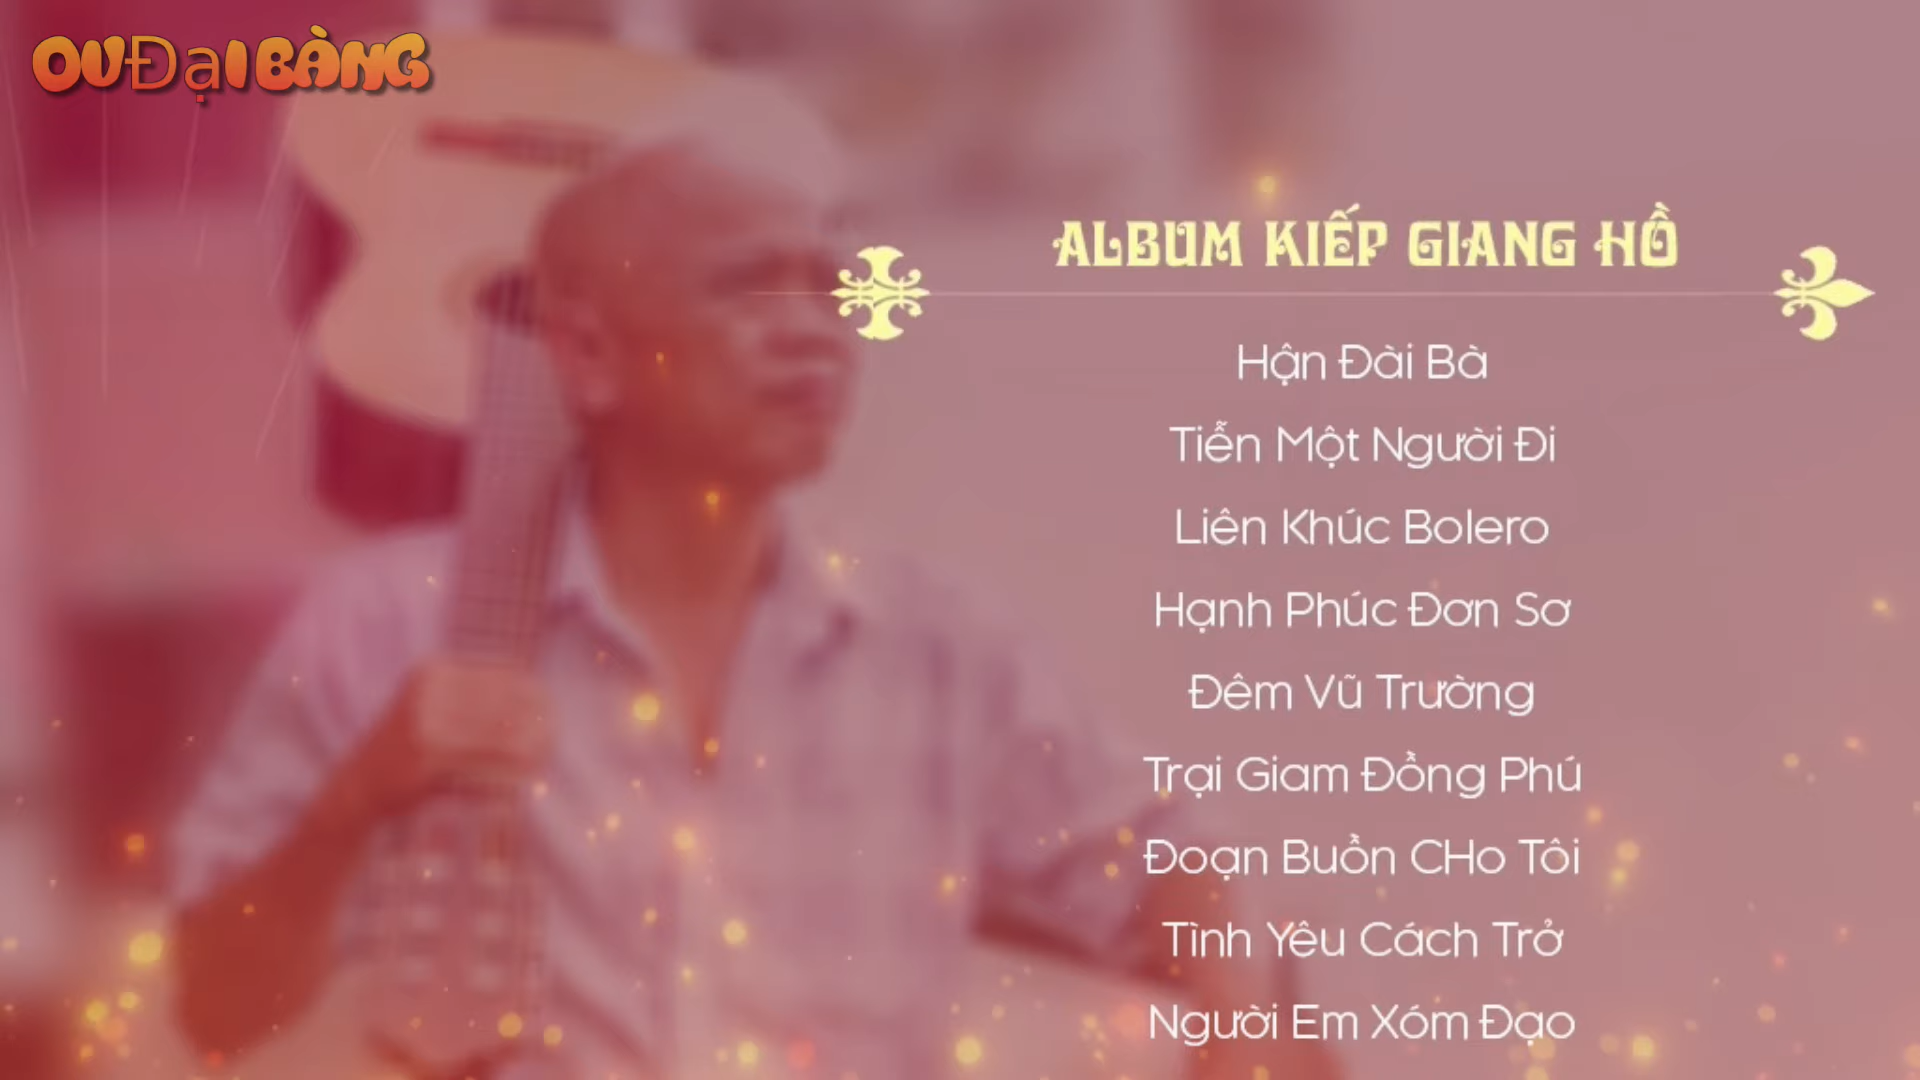 OUĐẠI BÀNG
ALBUM KIẾP GIANG HỒ
Hận Đài Bà
Tiễn Một Người Đi
Liên Khúc Bolero
Hạnh Phúc Đơn Sơ
Đêm Vũ Trường
Trại Giam Đồng Phú
Đoạn Buồn CHo Tôi
Tình Yêu Cách Trở
Người Em Xóm Đạo